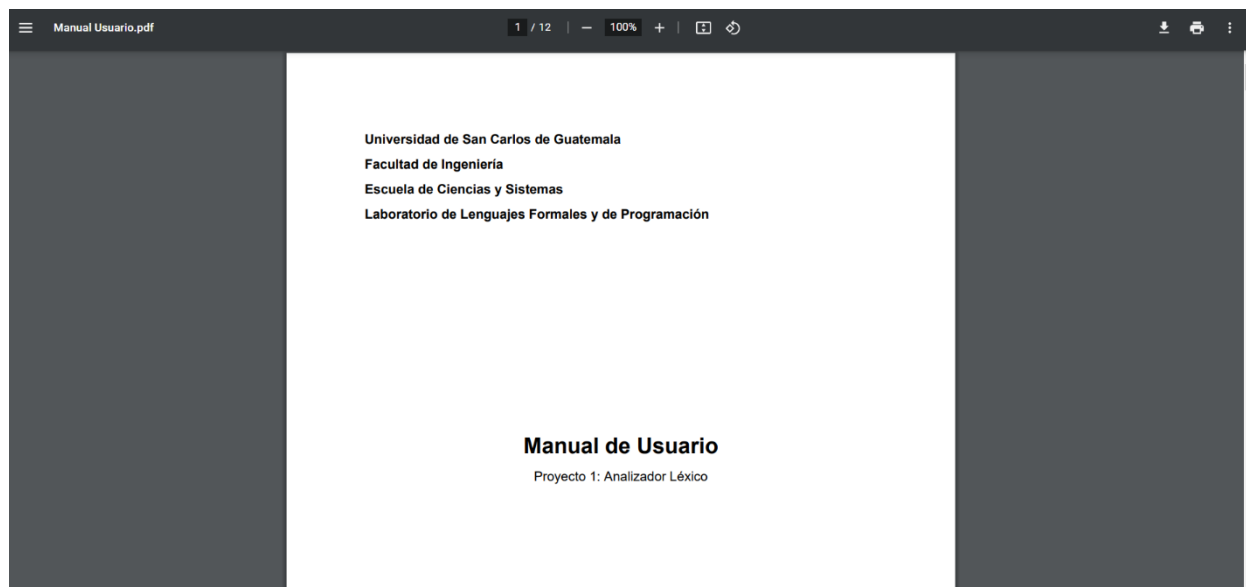 Manual Usuario.pdf
1 / 12
100%
Universidad de San Carlos de Guatemala
Facultad de Ingeniería
Escuela de Ciencias y Sistemas
Laboratorio de Lenguajes Formales y de Programación
Manual de Usuario
Proyecto 1: Analizador Léxico